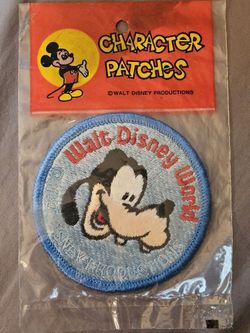 CHARACTER
PATCHES
© WALT DISNEY PRODUCTIONS
Walt Disney World